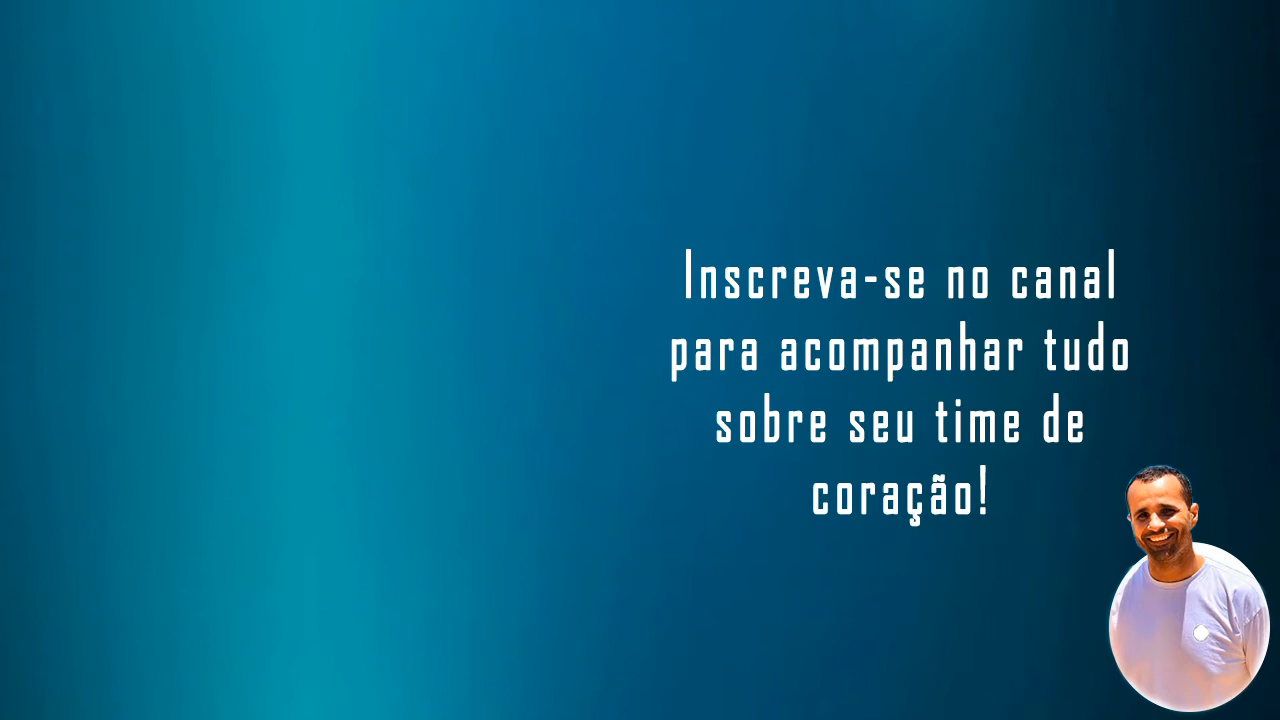 Inscreva-se no canal
para acompanhar tudo
sobre seu time de
coração!